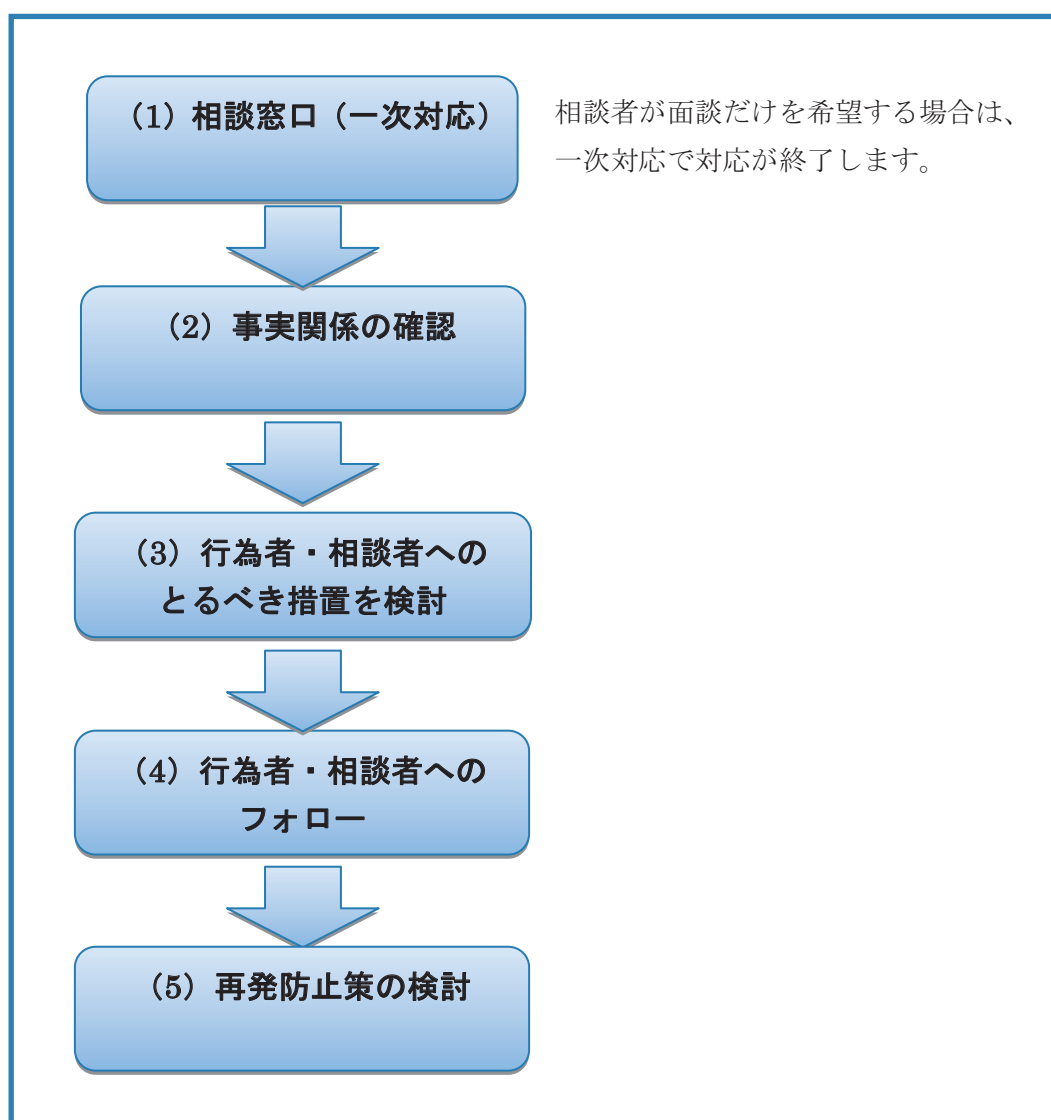 （1）相談窓口（一次対応）
相談者が面談だけを希望する場合は、
一次対応で対応が終了します。
（2）事実関係の確認
（3）行為者・相談者への
とるべき措置を検討
（4）行為者・相談者への
フォロー
（5）再発防止策の検討